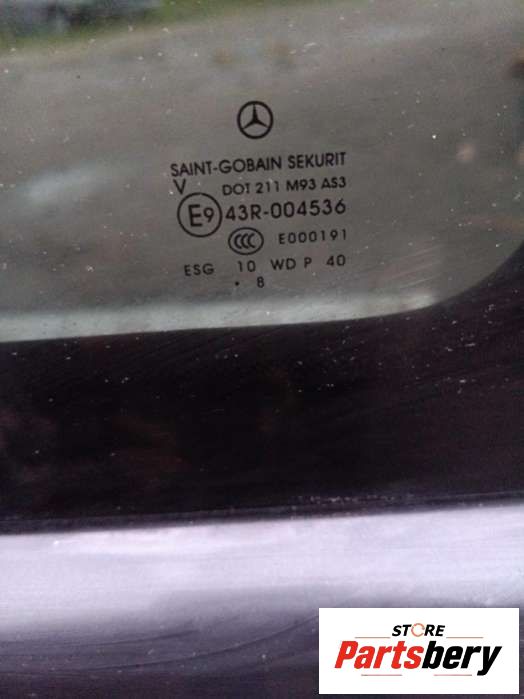 SAINT-GOBAIN SEKURIT
V DOT 211 M93 AS3
E9 43R-004536
CCC E000191
ESG 10 WD P 40
. 8
STORE
Partsbery